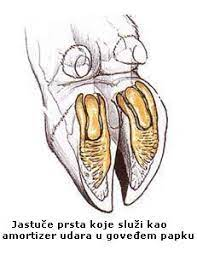 Jastuče prsta koje služi kao
amortizer udara u goveđem papku